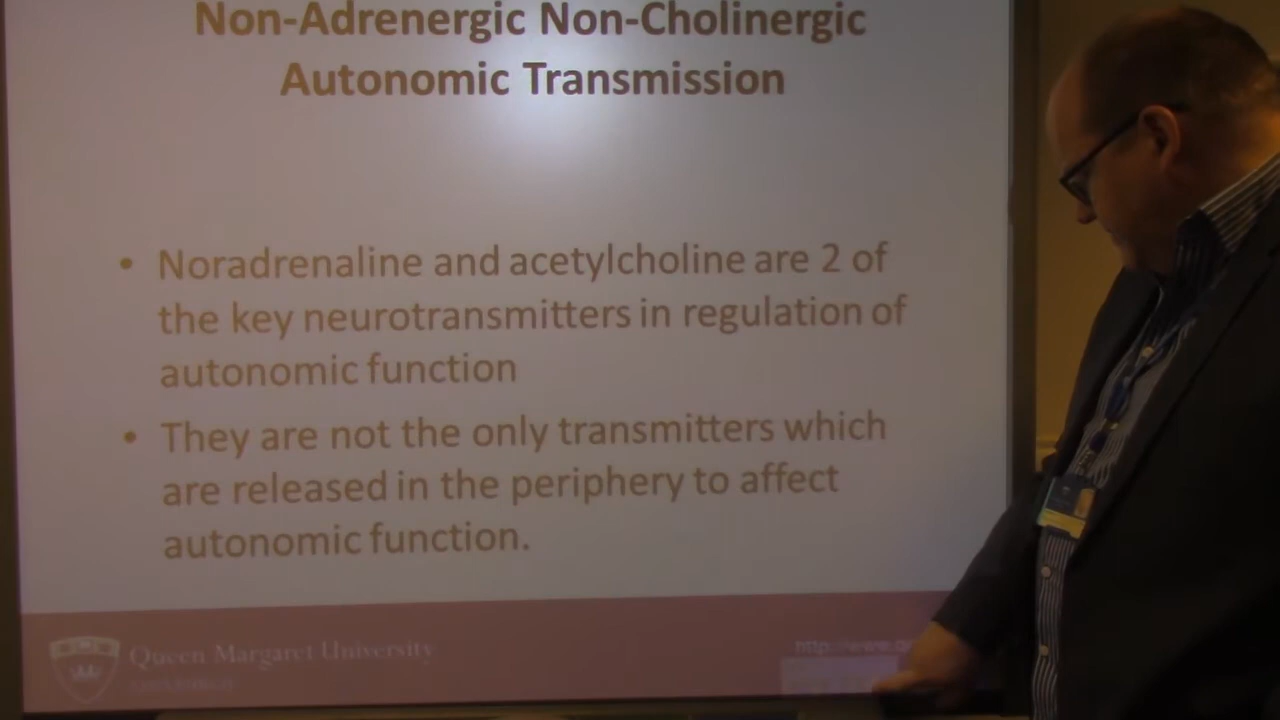 Non-Adrenergic Non-Cholinergic
Autonomic Transmission
• Noradrenaline and acetylcholine are 2 of
the key neurotransmitters in regulation of
autonomic function
• They are not the only transmitters which
are released in the periphery to affect
autonomic function.
Queen Margaret University